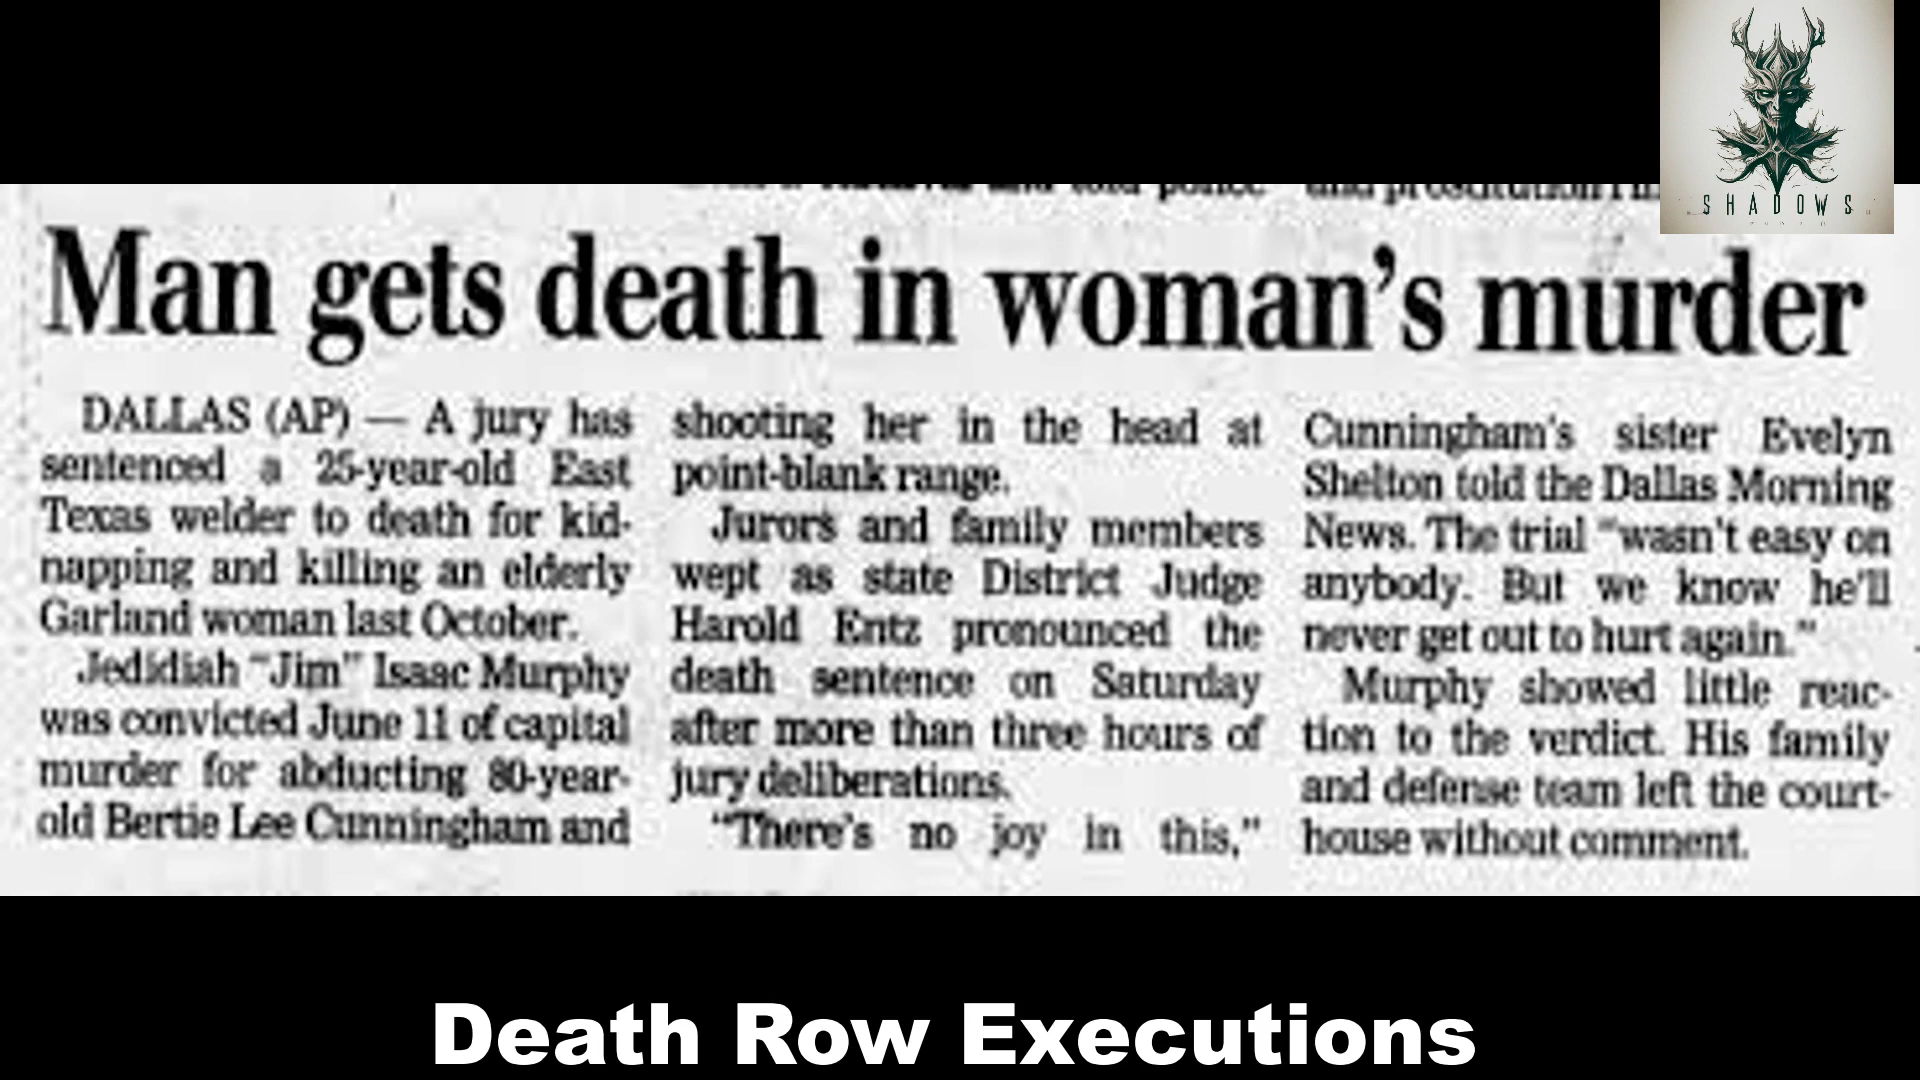 SHADOWS
told police
Man gets death in woman's murder
DALLAS (AP) — A jury has
sentenced a 25-year-old East
Texas welder to death for kid-
napping and killing an elderly
Garland woman last October.
Jedidiah "Jim" Isaac Murphy
was convicted June 11 of capital
murder for abducting 80-year-
old Bertie Lee Cunningham and
shooting her in the head at
point-blank range.
Jurors and family members
wept as state District Judge
Harold Entz pronounced the
death sentence on Saturday
after more than three hours of
jury deliberations.
"There's no joy in this,"
Cunningham's sister Evelyn
Shelton told the Dallas Morning
News. The trial "wasn't easy on
anybody. But we know he'll
never get out to hurt again."
Murphy showed little reac-
tion to the verdict. His family
and defense team left the court-
house without comment.
Death Row Executions